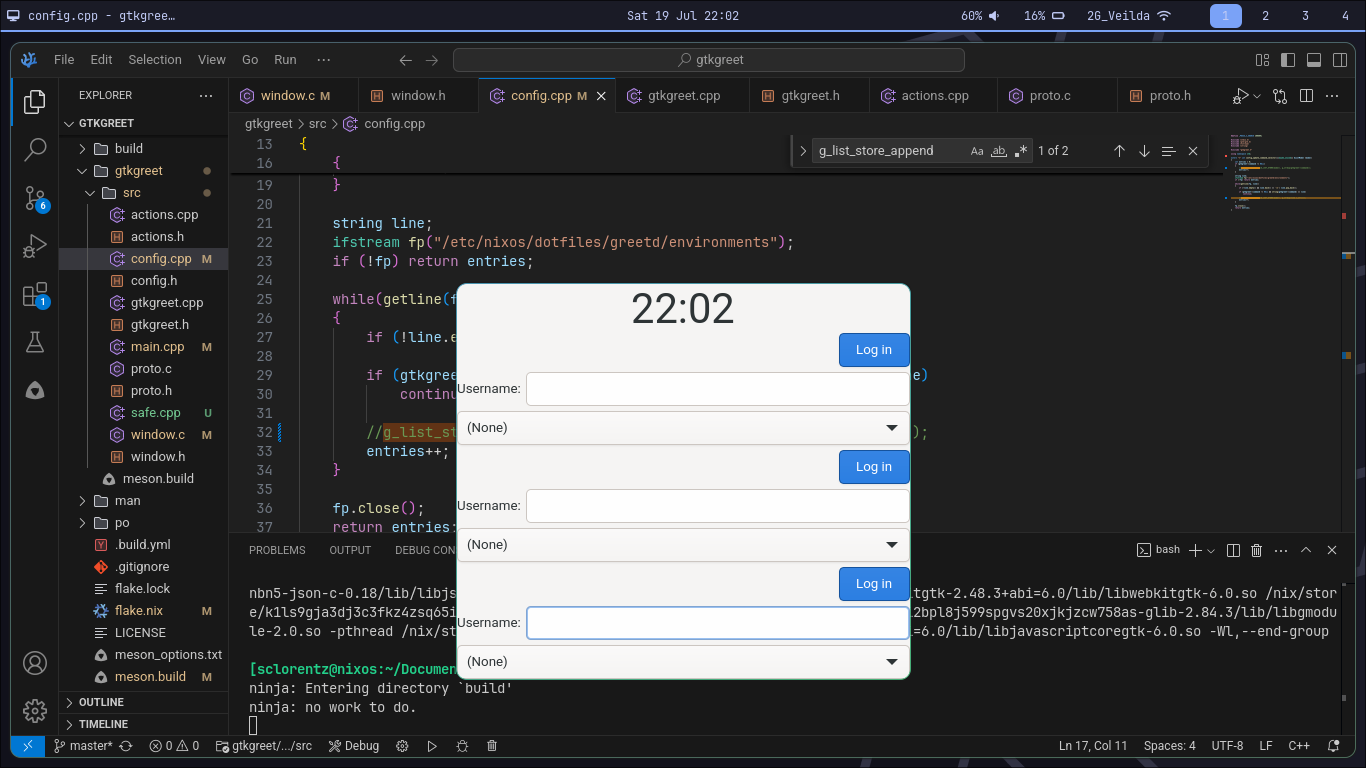 config.cpp - gtkgree…
Sat 19 Jul 22:02
60%
16%
2G_Veilda
1
2
3
4
File
Edit
Selection
View
Go
Run
gtkgreet
EXPLORER
window.c M
window.h
config.cpp M
gtkgreet.cpp
gtkgreet.h
actions.cpp
proto.c
proto.h
GTKGREET
build
gtkgreet
src
actions.cpp
actions.h
config.cpp M
config.h
gtkgreet.cpp
gtkgreet.h
main.cpp M
proto.c
proto.h
safe.cpp U
window.c M
window.h
meson.build
man
po
.build.yml
.gitignore
flake.lock
flake.nix M
LICENSE
meson_options.txt
meson.build M
OUTLINE
TIMELINE
6
1
gtkgreet > src > config.cpp
g_list_store_append
Aa
ab
1 of 2
13 {
16 {
19 }
20
21 string line;
22 ifstream fp("/etc/nixos/dotfiles/greetd/environments");
23 if (!fp) return entries;
24
25 while(getline(f
26 {
27 if (!line.e
28
29 if (gtkgree e)
30 continu
31
32 //g_list_st );
33 entries++;
34 }
35
36 fp.close();
37 return entries;
22:02
Log in
Username:
(None)
Log in
Username:
(None)
Log in
Username:
(None)
PROBLEMS
OUTPUT
DEBUG CON
bash
nbn5-json-c-0.18/lib/libjs tgtk-2.48.3+abi=6.0/lib/libwebkitgtk-6.0.so /nix/stor
e/k1ls9gja3dj3c3fkz4zsq65i 2bpl8j599spgvs20xjkjzcw758as-glib-2.84.3/lib/libgmodu
le-2.0.so -pthread /nix/st =6.0/lib/libjavascriptcoregtk-6.0.so -Wl,--end-group
[sclorentz@nixos:~/Documen
ninja: Entering directory `build'
ninja: no work to do.
master*
0
0
gtkgreet/.../src
Debug
Ln 17, Col 11
Spaces: 4
UTF-8
LF
C++